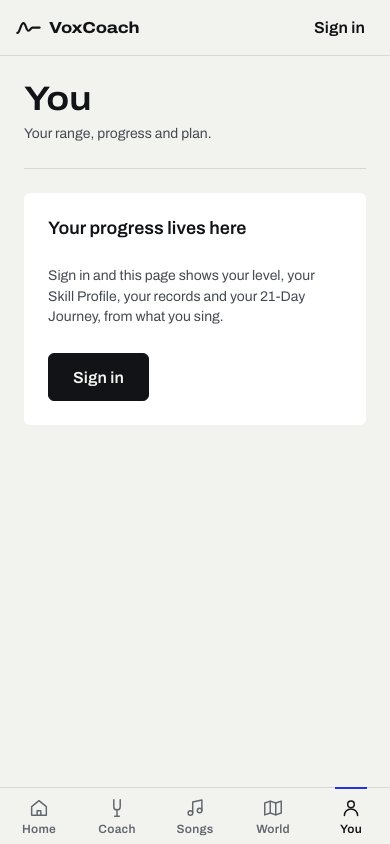 VoxCoach
Sign in
You
Your range, progress and plan.
Your progress lives here
Sign in and this page shows your level, your
Skill Profile, your records and your 21-Day
Journey, from what you sing.
Sign in
Home
Coach
Songs
World
You